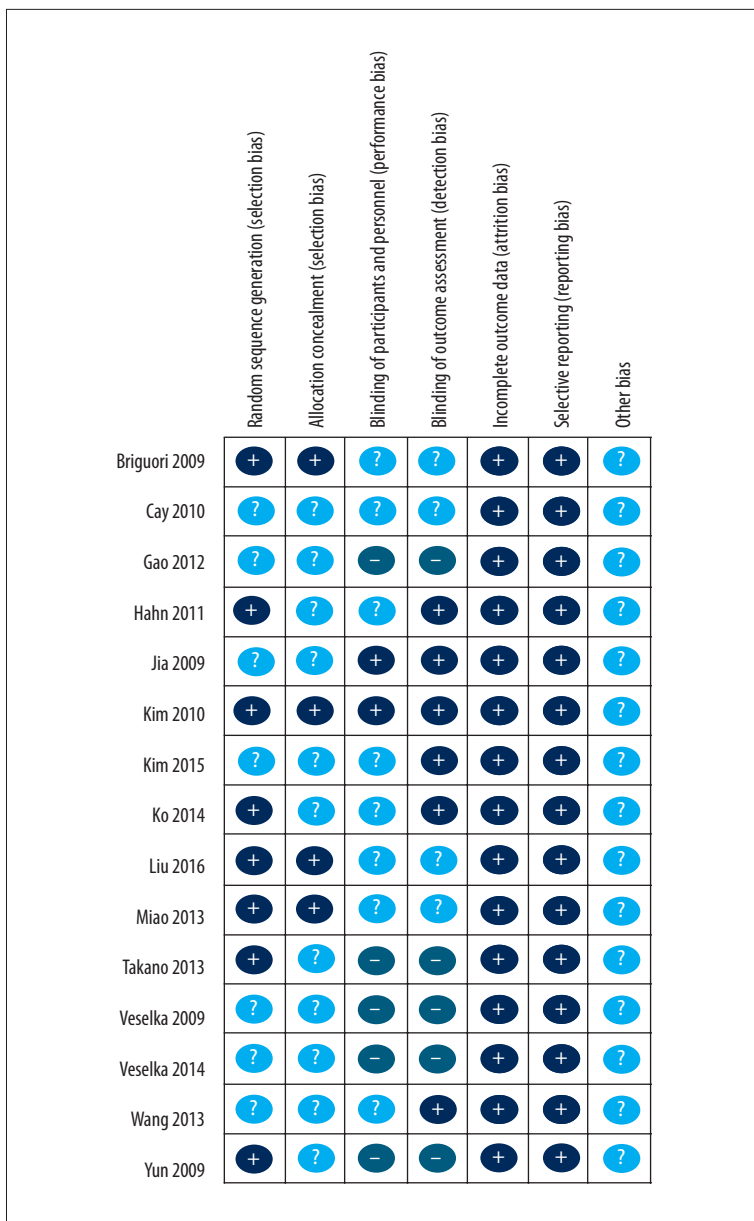 Random sequence generation (selection bias)
Allocation concealment (selection bias)
Blinding of participants and personnel (performance bias)
Blinding of outcome assessment (detection bias)
Incomplete outcome data (attrition bias)
Selective reporting (reporting bias)
Other bias
Briguori 2009 + + ? ? + + ?
Cay 2010 ? ? ? ? + + ?
Gao 2012 ? ? – – + + ?
Hahn 2011 + ? ? + + + ?
Jia 2009 ? ? + + + + ?
Kim 2010 + + + + + + ?
Kim 2015 ? ? ? + + + ?
Ko 2014 + ? ? + + + ?
Liu 2016 + + ? ? + + ?
Miao 2013 + + ? ? + + ?
Takano 2013 + ? – – + + ?
Veselka 2009 ? ? – – + + ?
Veselka 2014 ? ? – – + + ?
Wang 2013 ? ? ? + + + ?
Yun 2009 + ? – – + + ?